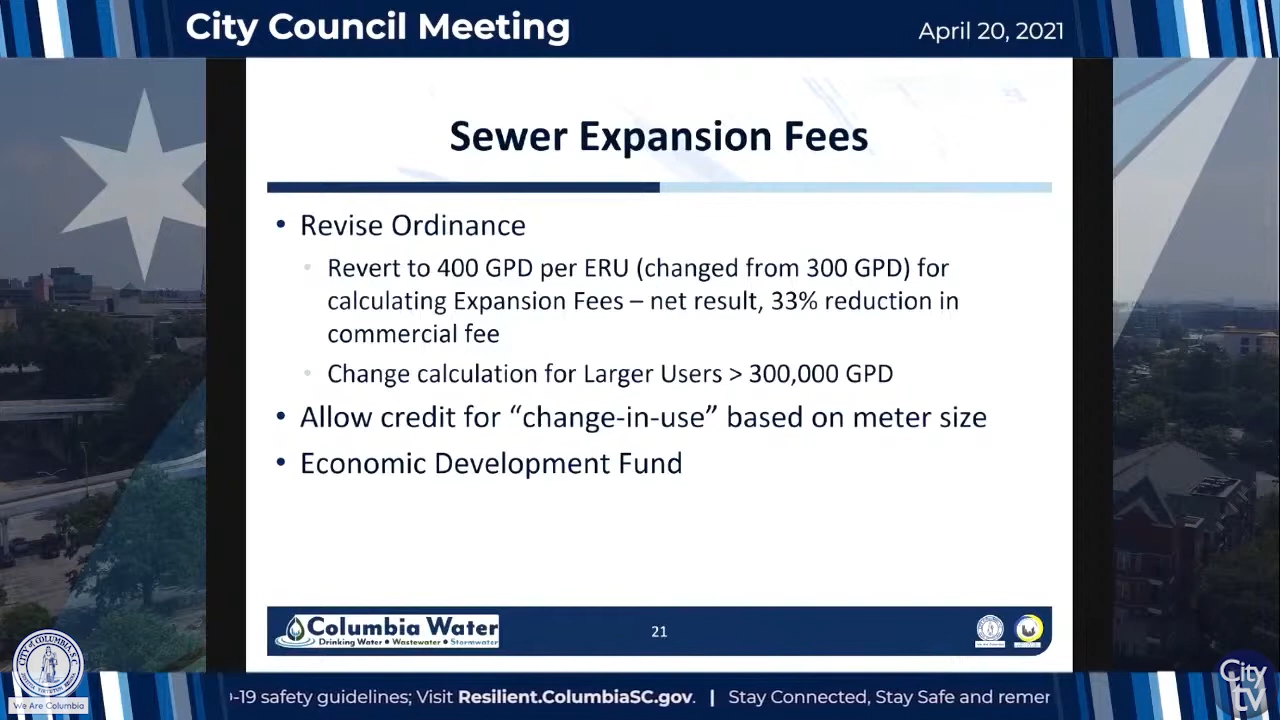 City Council Meeting
April 20, 2021
Sewer Expansion Fees
• Revise Ordinance
• Revert to 400 GPD per ERU (changed from 300 GPD) for
calculating Expansion Fees – net result, 33% reduction in
commercial fee
• Change calculation for Larger Users > 300,000 GPD
• Allow credit for “change-in-use” based on meter size
• Economic Development Fund
Columbia Water
Drinking Water • Wastewater • Stormwater
21
We Are Columbia
-19 safety guidelines; Visit Resilient.ColumbiaSC.gov. | Stay Connected, Stay Safe and remer
City
tv